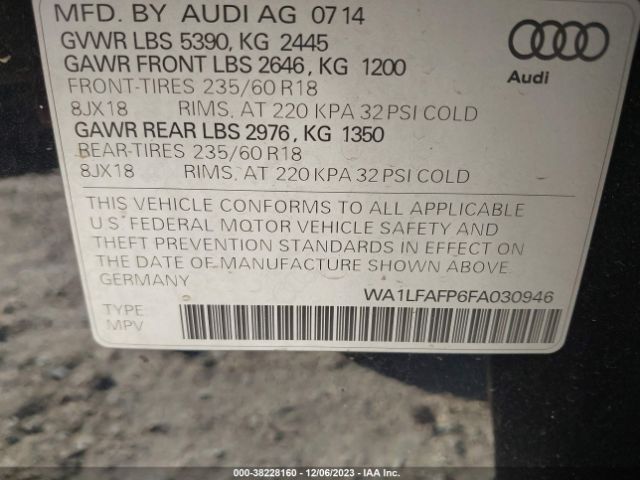 MFD. BY AUDI AG 07 14
GVWR LBS 5390, KG 2445
GAWR FRONT LBS 2646, KG 1200
FRONT-TIRES 235/60 R18
8JX18 RIMS, AT 220 KPA 32 PSI COLD
GAWR REAR LBS 2976, KG 1350
REAR-TIRES 235/60 R18
8JX18 RIMS, AT 220 KPA 32 PSI COLD
Audi
THIS VEHICLE CONFORMS TO ALL APPLICABLE
U.S. FEDERAL MOTOR VEHICLE SAFETY AND
THEFT PREVENTION STANDARDS IN EFFECT ON
THE DATE OF MANUFACTURE SHOWN ABOVE.
GERMANY
WA1LFAFP6FA030946
TYPE:
MPV
000-38228160 - 12/06/2023 - IAA Inc.